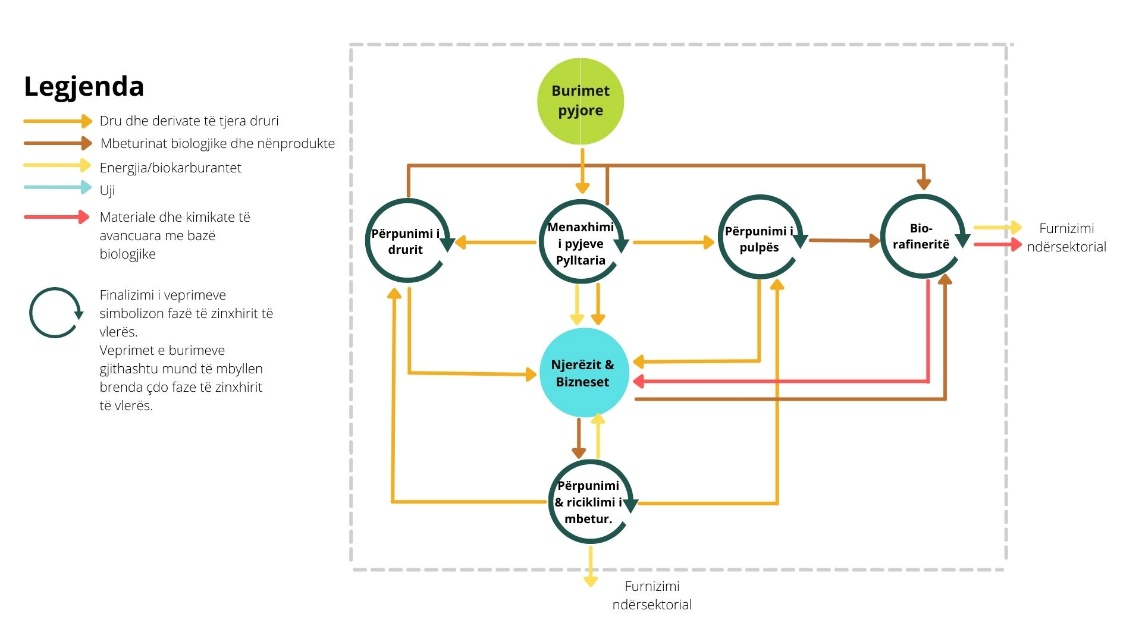 Legjenda
Dru dhe derivate të tjera druri
Mbeturinat biologjike dhe nënprodukte
Energjia/biokarburantet
Uji
Materiale dhe kimikate të
avancuara me bazë
biologjike
Finalizimi i veprimeve
simbolizon fazë të zinxhirit të
vlerës.
Veprimet e burimeve
gjithashtu mund të mbyllen
brenda çdo faze të zinxhirit
të vlerës.
Burimet
pyjore
Përpunimi i
drurit
Menaxhimi
i pyjeve
Pylltaria
Përpunimi i
pulpës
Bio-
rafineritë
Furnizimi
ndërsektorial
Njerëzit &
Bizneset
Përpunimi
& riciklimi i
mbetur.
Furnizimi
ndërsektorial